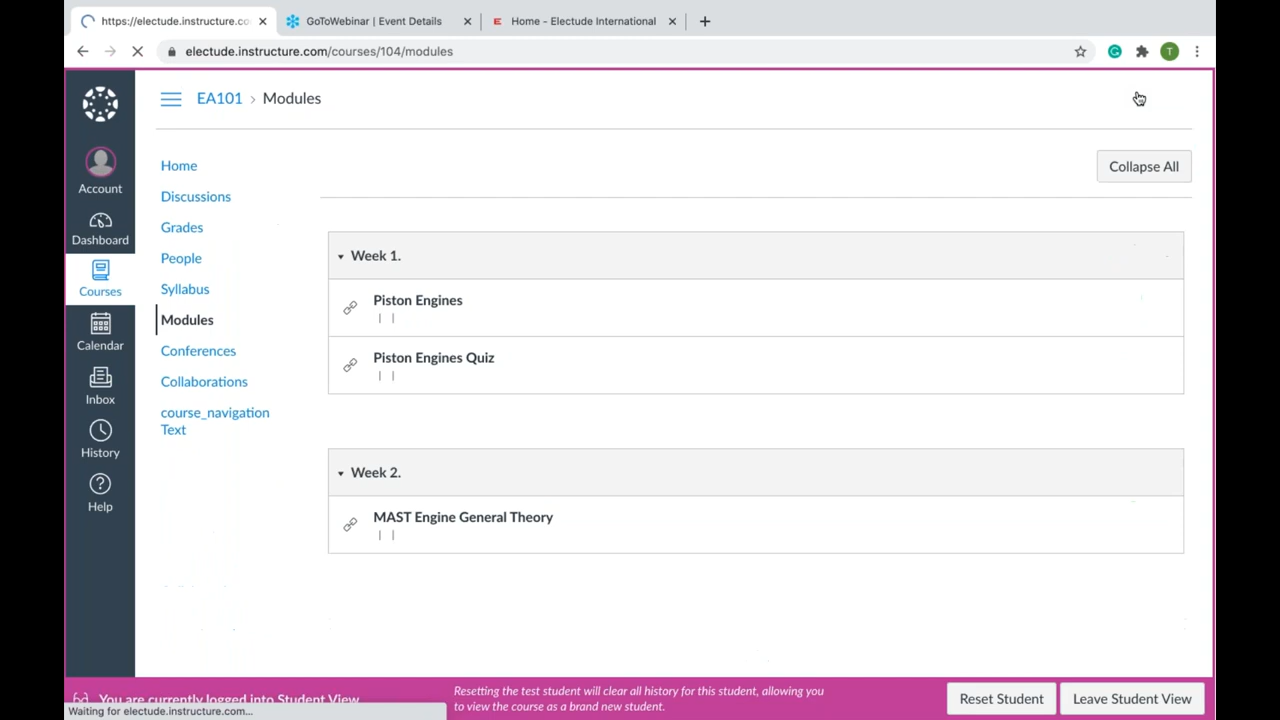 https://electude.instructure.co
GoToWebinar | Event Details
Home - Electude International
electude.instructure.com/courses/104/modules
T
EA101 › Modules
Account
Dashboard
Courses
Calendar
Inbox
History
Help
Home
Discussions
Grades
People
Syllabus
Modules
Conferences
Collaborations
course_navigation
Text
Collapse All
Week 1.
Piston Engines
| |
Piston Engines Quiz
| |
Week 2.
MAST Engine General Theory
| |
You are currently logged into Student View
Resetting the test student will clear all history for this student, allowing you
to view the course as a brand new student.
Reset Student
Leave Student View
Waiting for electude.instructure.com...